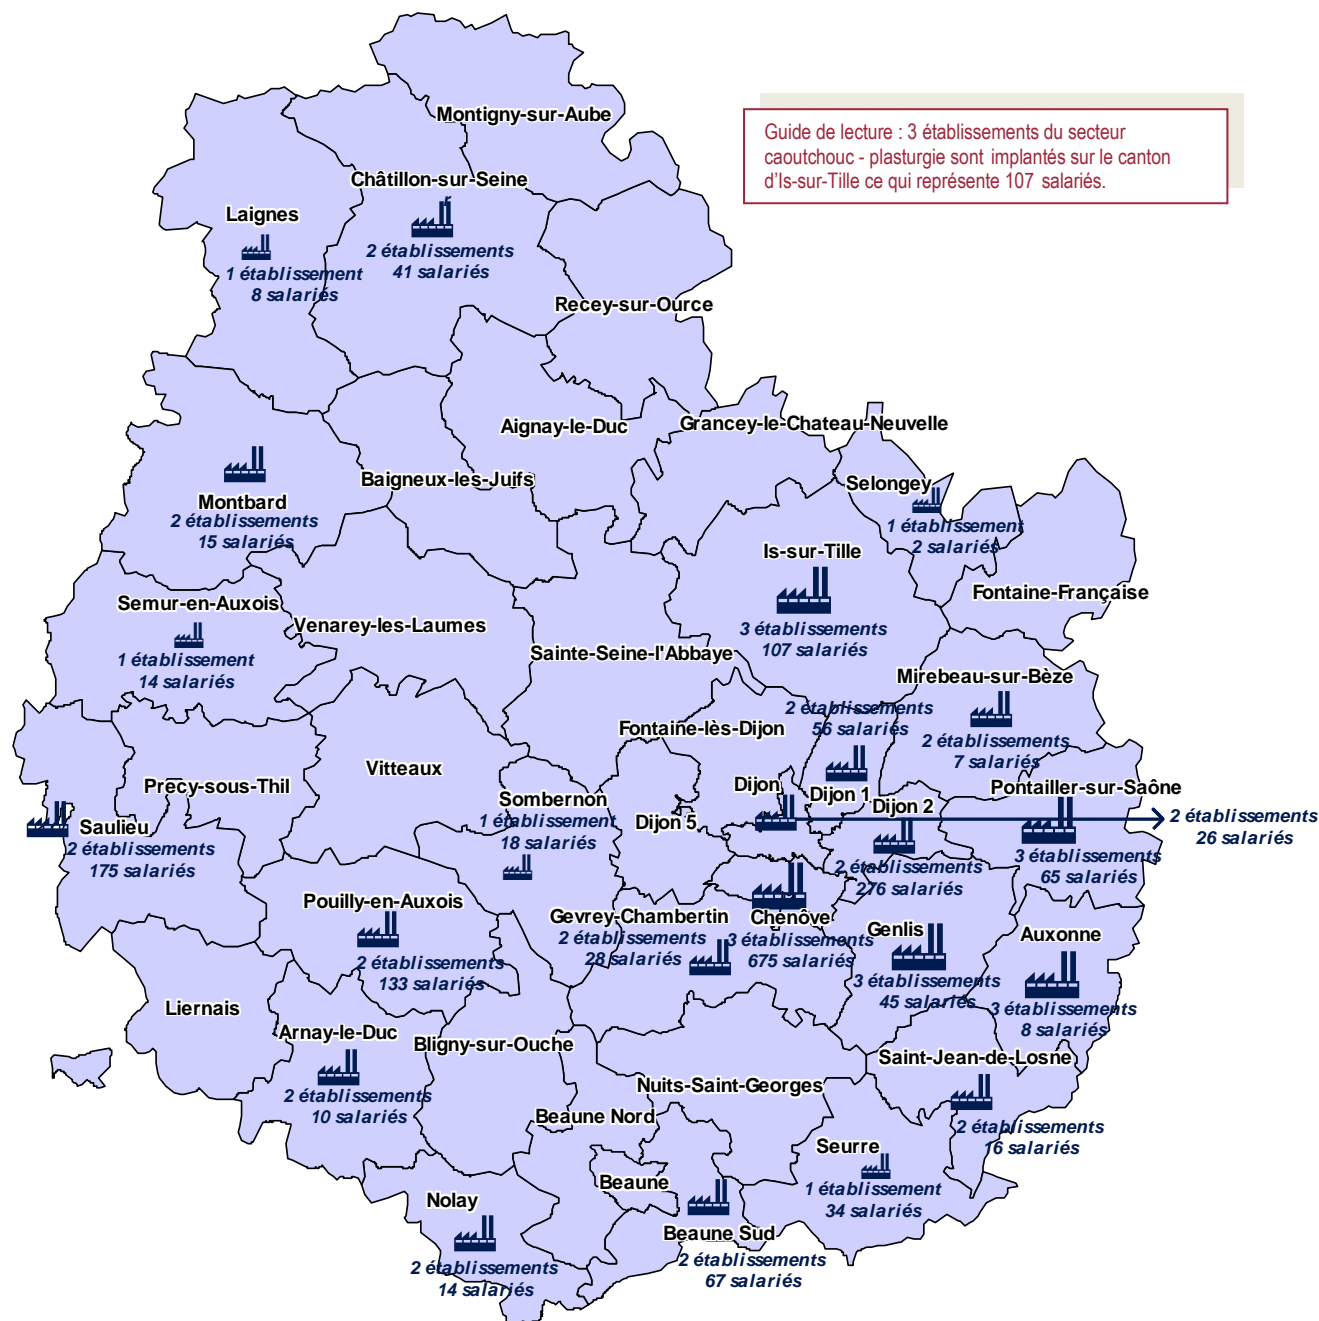 Montigny-sur-Aube
Guide de lecture : 3 établissements du secteur
caoutchouc - plasturgie sont implantés sur le canton
d'Is-sur-Tille ce qui représente 107 salariés.
Châtillon-sur-Seine
2 établissements
41 salariés
Laignes
1 établissement
8 salariés
Recey-sur-Ource
Aignay-le-Duc
Grancey-le-Chateau-Neuvelle
Baigneux-les-Juifs
Selongey
1 établissement
2 salariés
Montbard
2 établissements
15 salariés
Is-sur-Tille
3 établissements
107 salariés
Fontaine-Française
Semur-en-Auxois
1 établissement
14 salariés
Venarey-les-Laumes
Sainte-Seine-l'Abbaye
Mirebeau-sur-Bèze
2 établissements
7 salariés
2 établissements
56 salariés
Dijon 1
Fontaine-lès-Dijon
Vitteaux
Precy-sous-Thil
Dijon
2 établissements
26 salariés
Pontailler-sur-Saône
3 établissements
65 salariés
Sombernon
1 établissement
18 salariés
Dijon 5
Dijon 2
2 établissements
276 salariés
Saulieu
2 établissements
175 salariés
Pouilly-en-Auxois
2 établissements
133 salariés
Gevrey-Chambertin
2 établissements
28 salariés
Chenôve
3 établissements
675 salariés
Genlis
3 établissements
45 salariés
Auxonne
3 établissements
8 salariés
Liernais
Arnay-le-Duc
2 établissements
10 salariés
Bligny-sur-Ouche
Saint-Jean-de-Losne
2 établissements
16 salariés
Nuits-Saint-Georges
Beaune Nord
Seurre
1 établissement
34 salariés
Beaune
Nolay
2 établissements
14 salariés
Beaune Sud
2 établissements
67 salariés